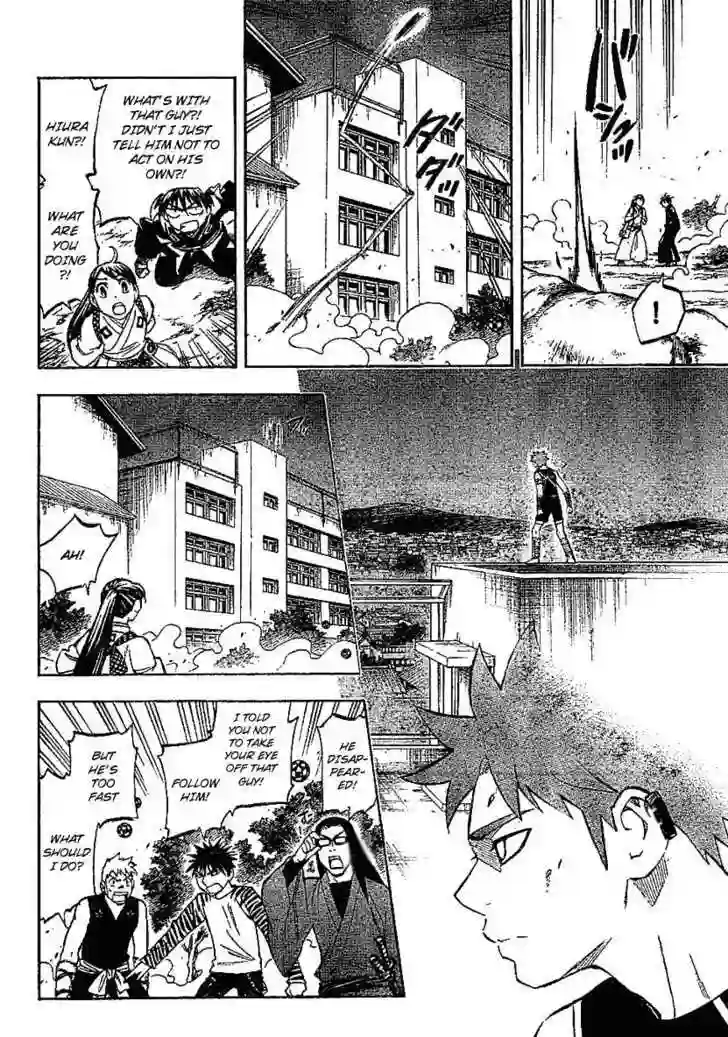 !
ダ
ダ
WHAT'S WITH
THAT GUY?!
DIDN'T I JUST
TELL HIM NOT TO
ACT ON HIS
OWN?!
HIURA
KUN?!
WHAT
ARE
YOU
DOING
?!
AH!
HE
DISAP-
PEAR-
ED!
I TOLD
YOU NOT
TO TAKE
YOUR EYE
OFF THAT
GUY!
FOLLOW
HIM!
BUT
HE'S
TOO
FAST
WHAT
SHOULD
I DO?